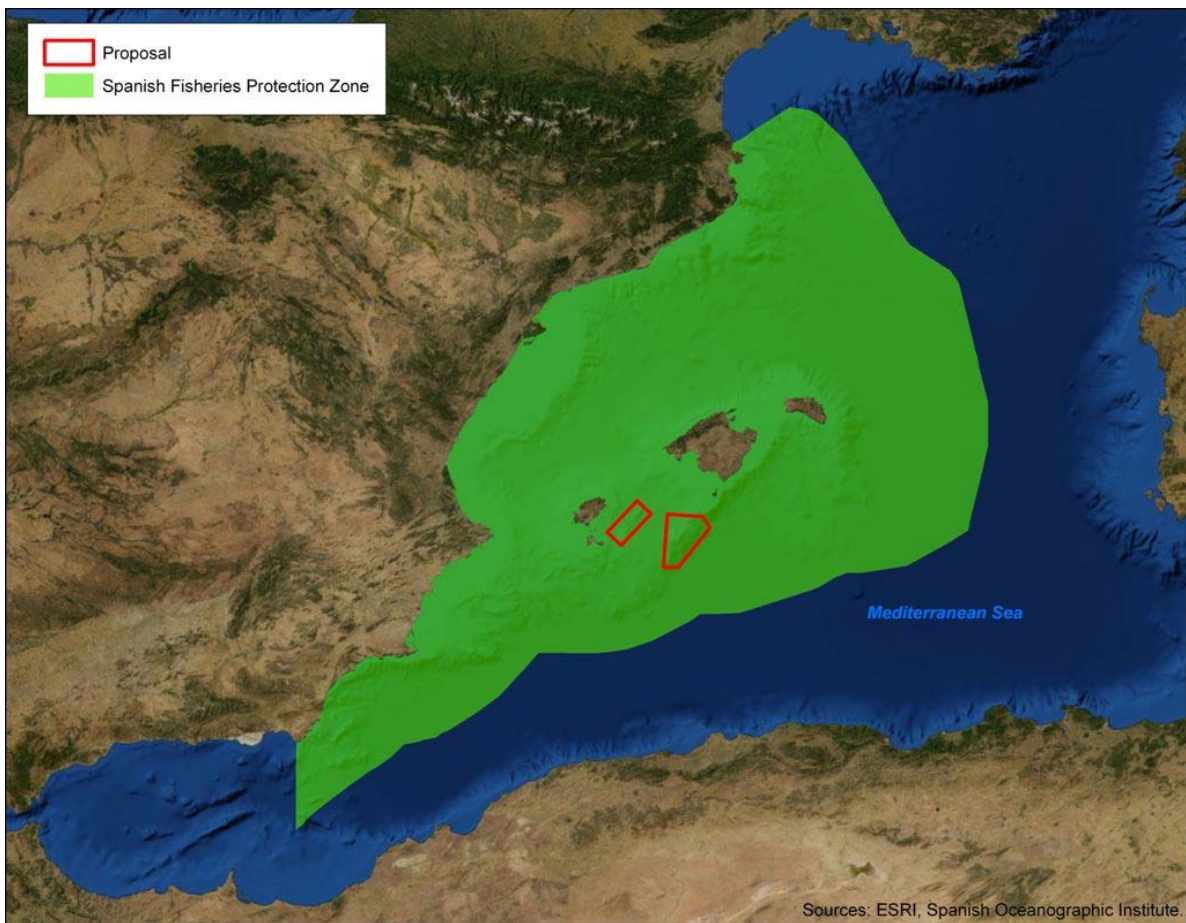 Proposal
Spanish Fisheries Protection Zone
Mediterranean Sea
Sources: ESRI, Spanish Oceanographic Institute.